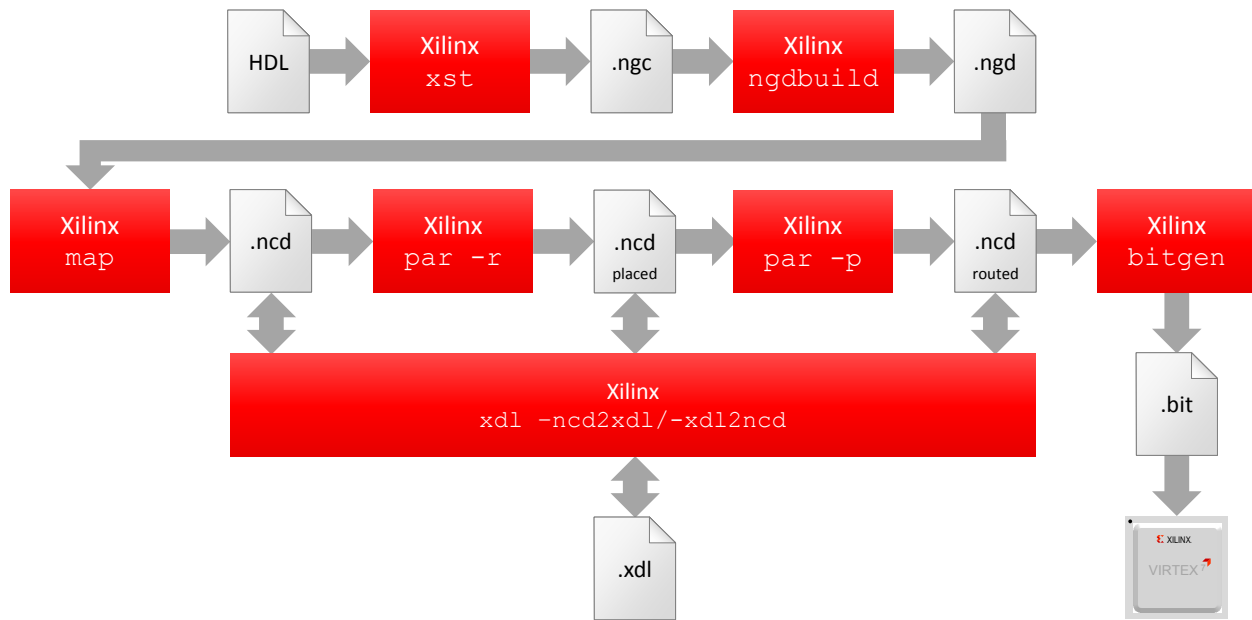 HDL
Xilinx
xst
.ngc
Xilinx
ngdbuild
.ngd
Xilinx
map
.ncd
Xilinx
par -r
.ncd
placed
Xilinx
par -p
.ncd
routed
Xilinx
bitgen
Xilinx
xdl –ncd2xdl/-xdl2ncd
.bit
.xdl
XILINX
VIRTEX 7